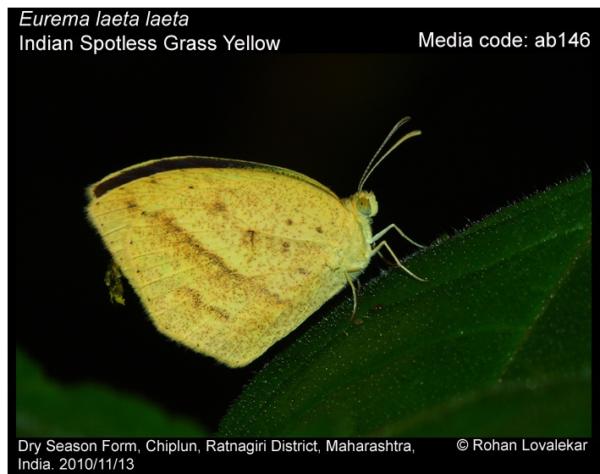 Eurema laeta laeta
Indian Spotless Grass Yellow
Media code: ab146
Dry Season Form, Chiplun, Ratnagiri District, Maharashtra,
India. 2010/11/13
© Rohan Lovalekar